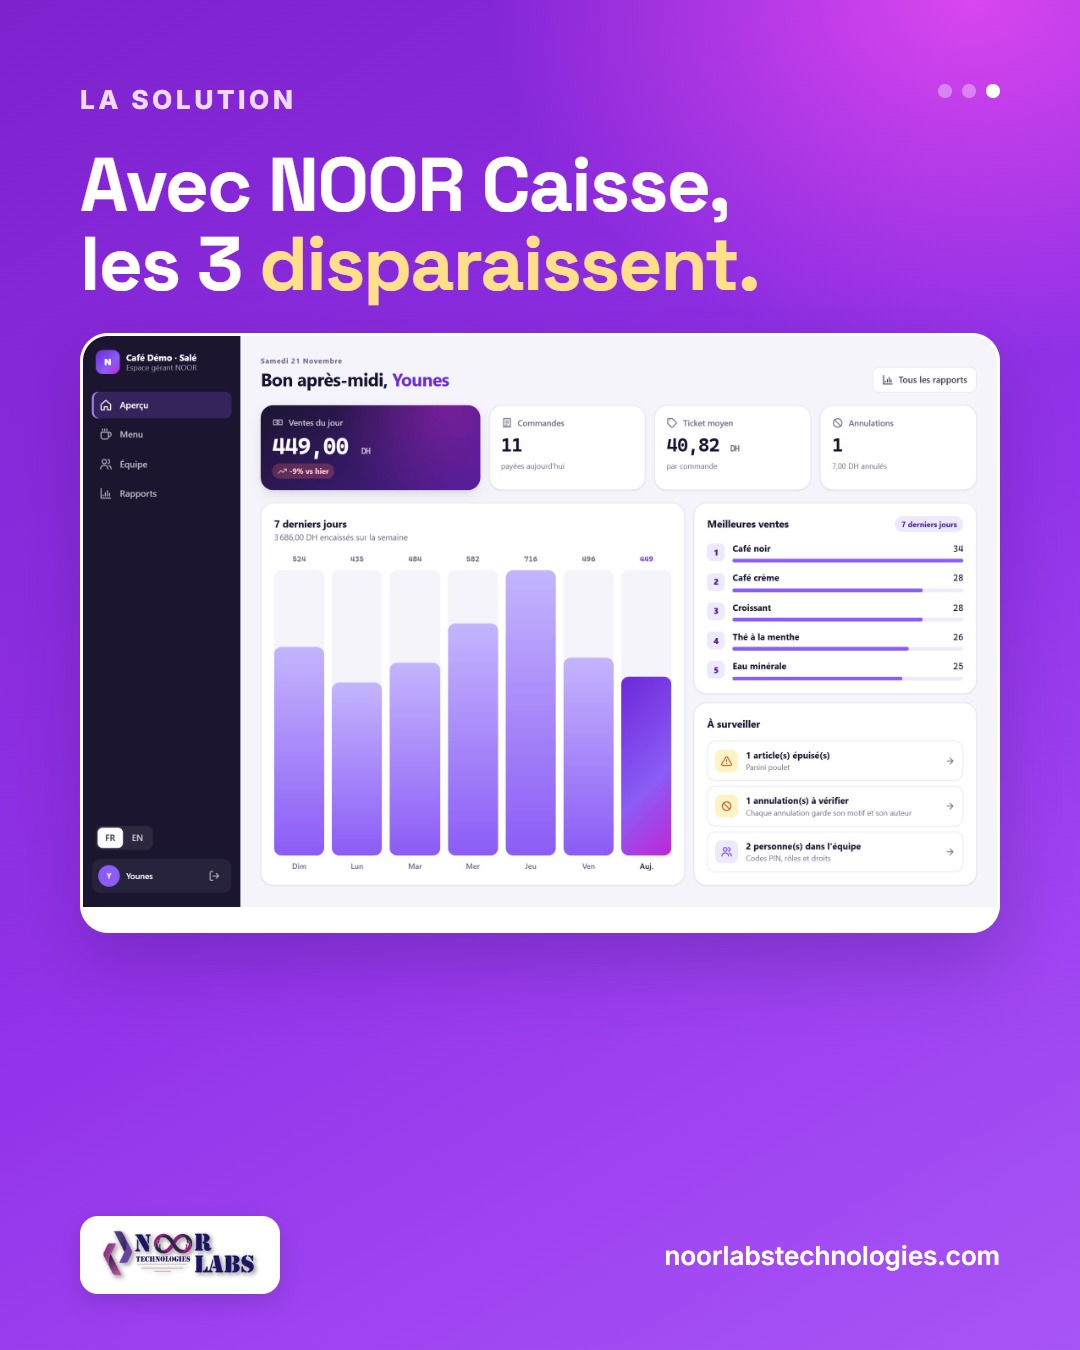 LA SOLUTION
Avec NOOR Caisse,
les 3 disparaissent.
N
Café Démo · Salé
Espace gérant NOOR
Aperçu
Menu
Équipe
Rapports
FR EN
Y Younes
Samedi 21 Novembre
Bon après-midi, Younes
Tous les rapports
Ventes du jour
449,00 DH
-9% vs hier
Commandes
11
payées aujourd'hui
Ticket moyen
40,82 DH
par commande
Annulations
1
7,00 DH annulés
7 derniers jours
3 686,00 DH encaissés sur la semaine
524 435 484 582 716 496 449
Dim Lun Mar Mer Jeu Ven Auj.
Meilleures ventes
7 derniers jours
1 Café noir 34
2 Café crème 28
3 Croissant 28
4 Thé à la menthe 26
5 Eau minérale 25
À surveiller
1 article(s) épuisé(s)
Panini poulet
1 annulation(s) à vérifier
Chaque annulation garde son motif et son auteur
2 personne(s) dans l'équipe
Codes PIN, rôles et droits
NOOR
TECHNOLOGIES LABS
noorlabstechnologies.com